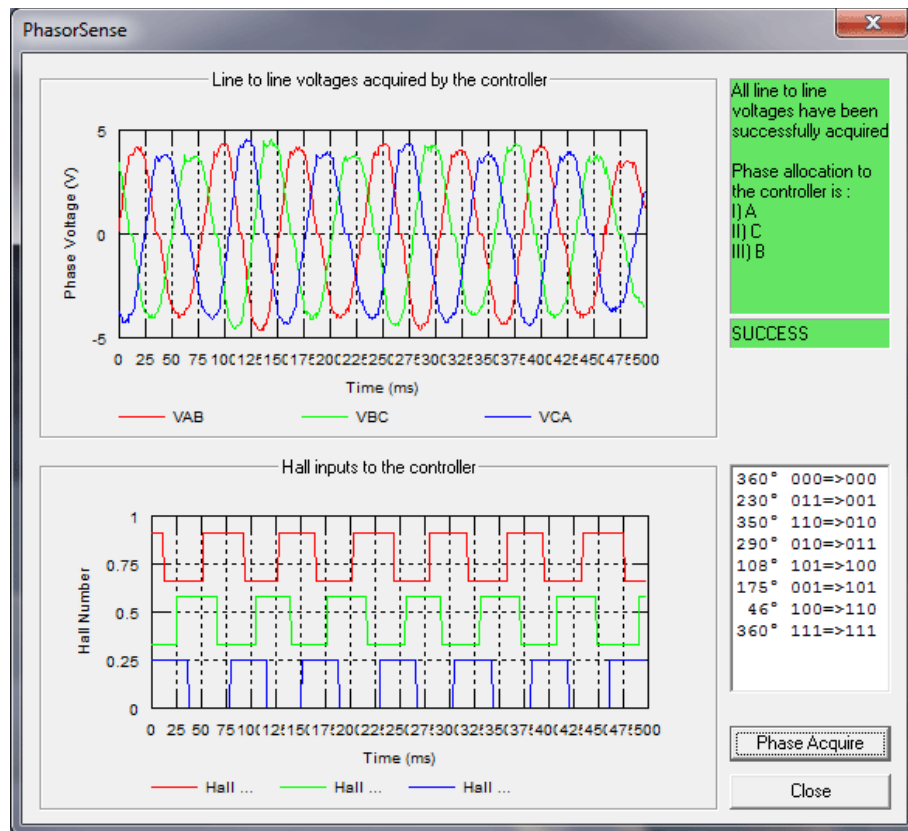 PhasorSense
Line to line voltages acquired by the controller
Phase Voltage (V)
5
0
-5
0 25 50 75
Time (ms)
VAB VBC VCA
All line to line
voltages have been
successfully acquired
Phase allocation to
the controller is :
I) A
II) C
III) B
SUCCESS
Hall inputs to the controller
Hall Number
1
0.75
0.5
0.25
0
0 25 50 75
Time (ms)
Hall ... Hall ... Hall ...
360° 000=>000
230° 011=>001
350° 110=>010
290° 010=>011
108° 101=>100
175° 001=>101
46° 100=>110
360° 111=>111
Phase Acquire
Close